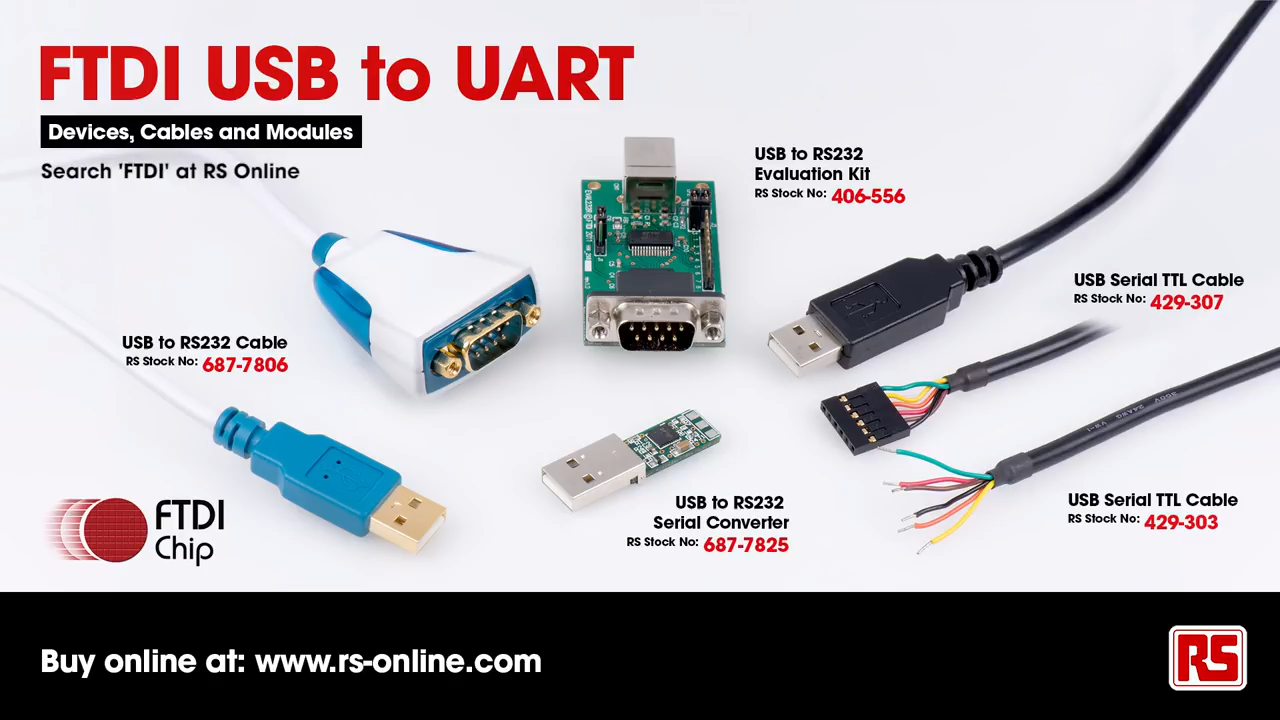 FTDI USB to UART
Devices, Cables and Modules
Search 'FTDI' at RS Online
USB to RS232
Evaluation Kit
RS Stock No: 406-556
USB Serial TTL Cable
RS Stock No: 429-307
USB to RS232 Cable
RS Stock No: 687-7806
USB to RS232
Serial Converter
RS Stock No: 687-7825
USB Serial TTL Cable
RS Stock No: 429-303
FTDI
Chip
Buy online at: www.rs-online.com
RS